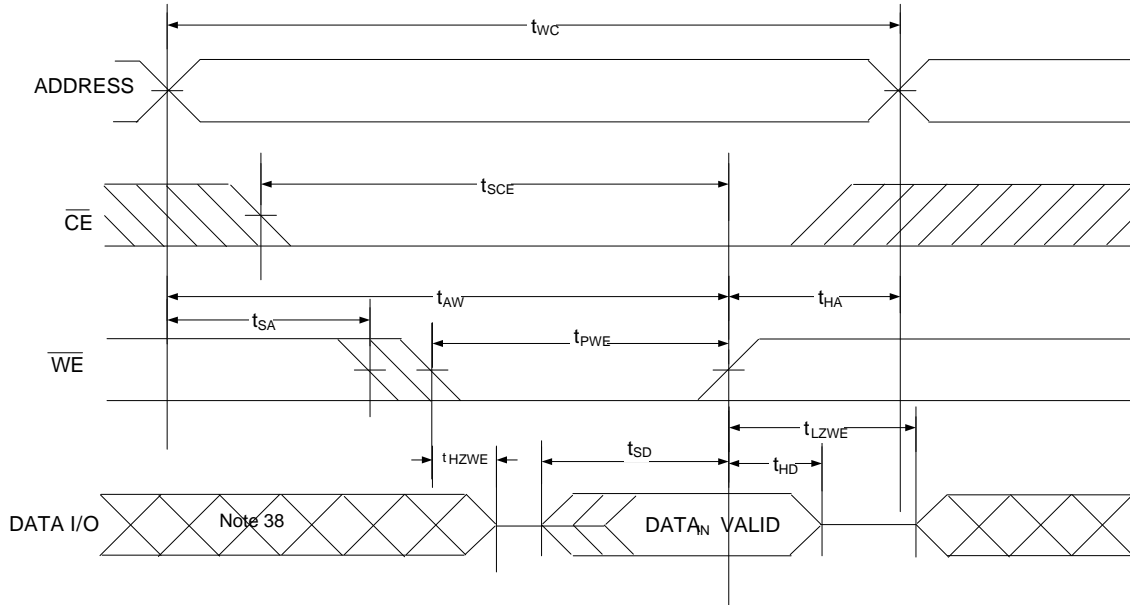 tWC
ADDRESS
tSCE
CE
tAW
tHA
tSA
tPWE
WE
tLZWE
tHZWE
tSD
tHD
DATA I/O
Note 38
DATAIN VALID